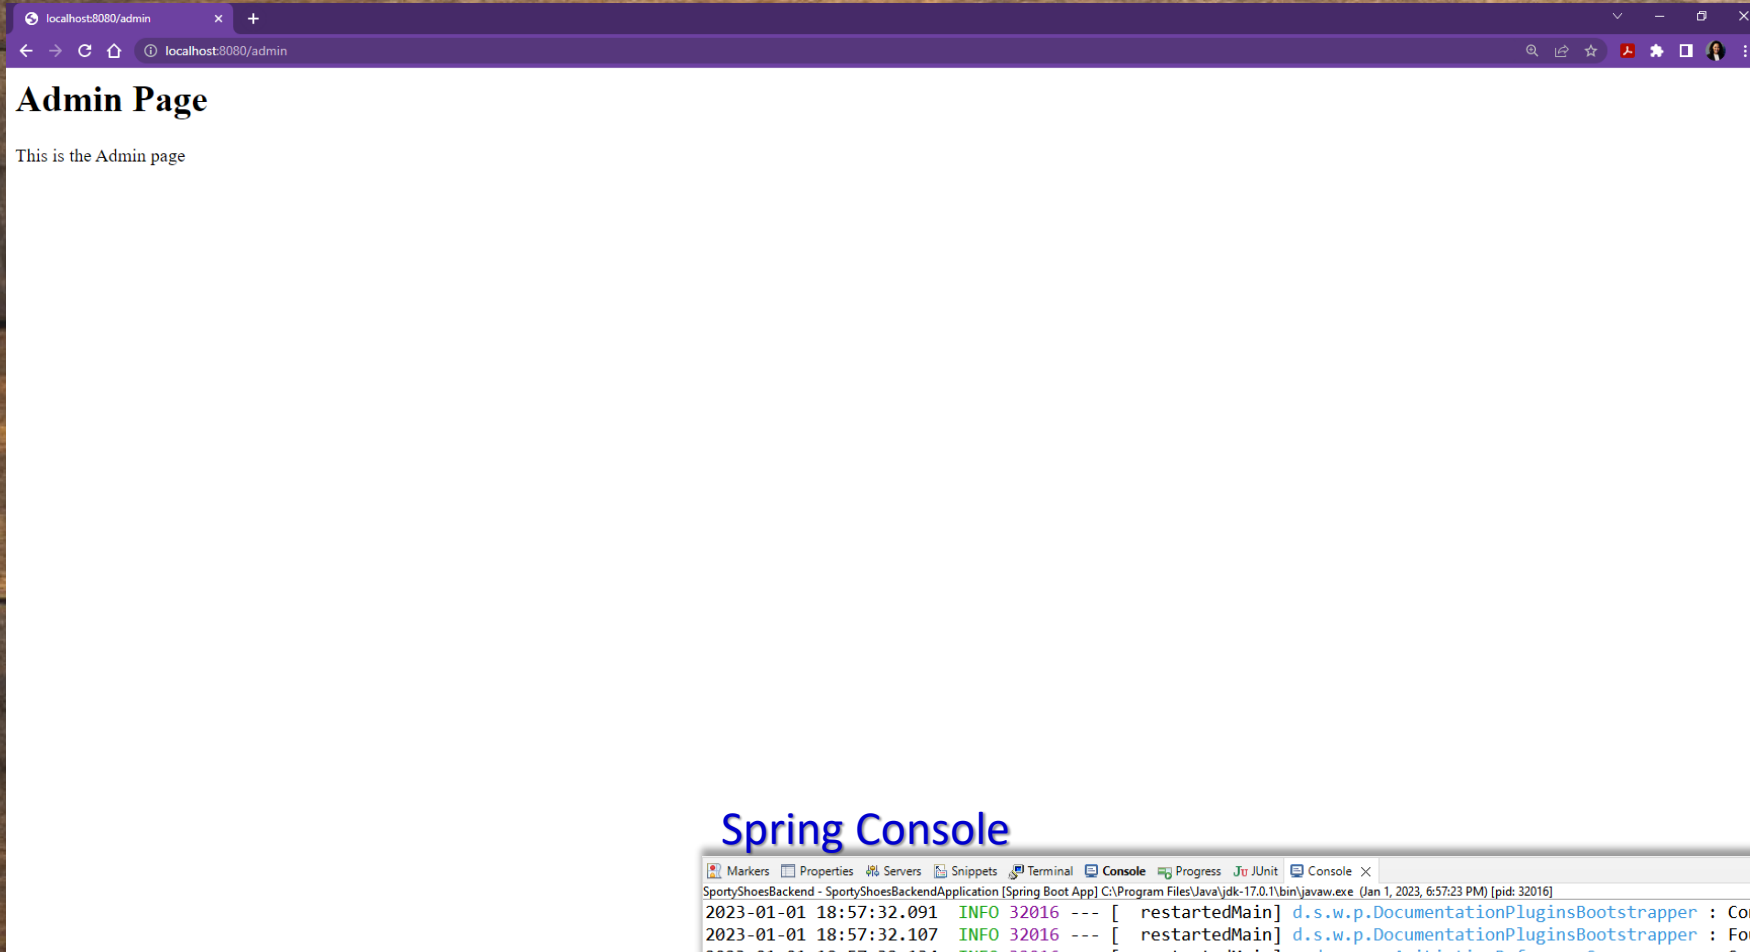 localhost:8080/admin
localhost:8080/admin
Admin Page
This is the Admin page
Spring Console
Markers Properties Servers Snippets Terminal Console Progress Ju JUnit Console
SportyShoesBackend - SportyShoesBackendApplication [Spring Boot App] C:\Program Files\Java\jdk-17.0.1\bin\javaw.exe (Jan 1, 2023, 6:57:23 PM) [pid: 32016]
2023-01-01 18:57:32.091 INFO 32016 --- [ restartedMain] d.s.w.p.DocumentationPluginsBootstrapper : Co
2023-01-01 18:57:32.107 INFO 32016 --- [ restartedMain] d.s.w.p.DocumentationPluginsBootstrapper : Fo